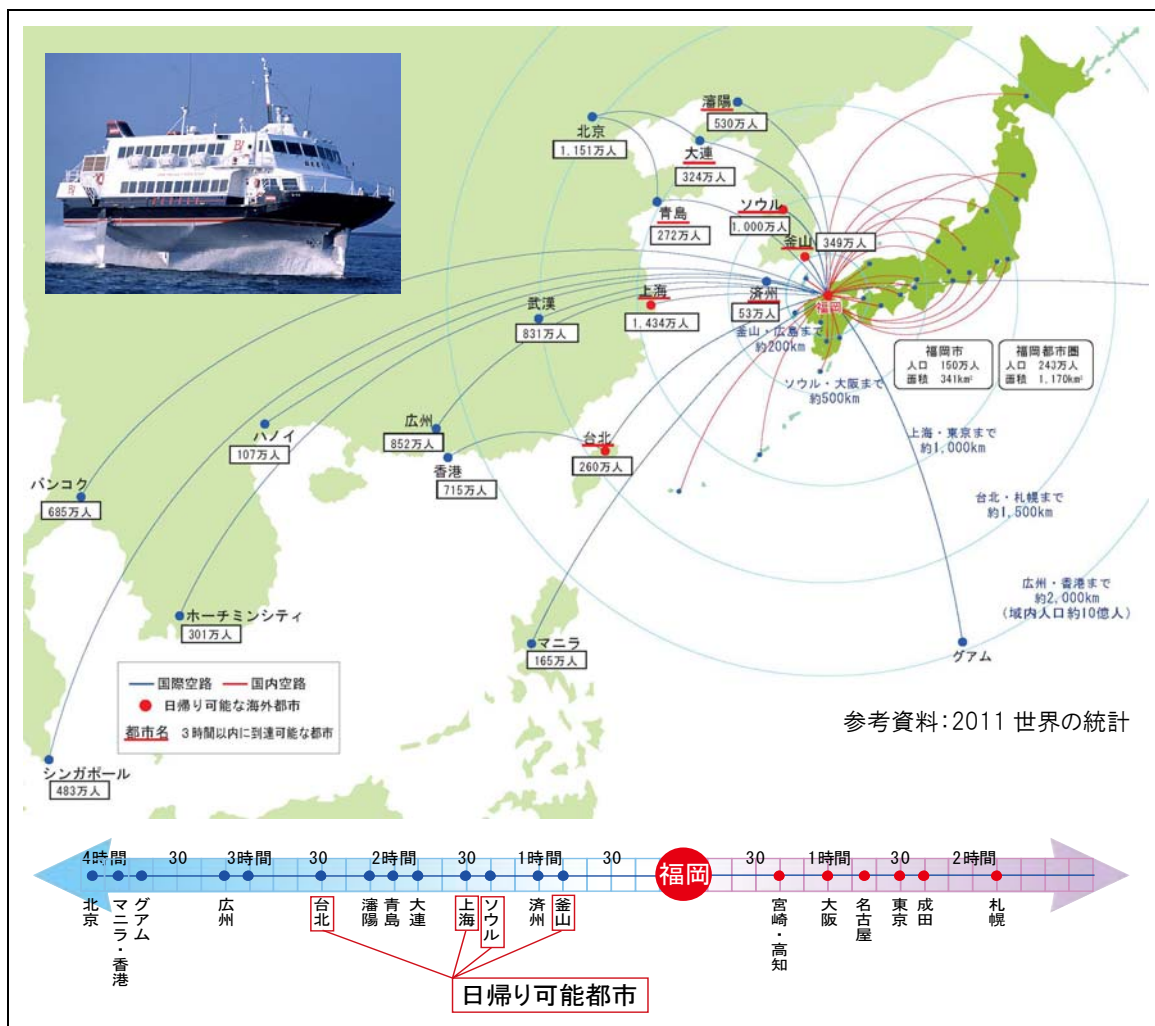 瀋陽
530万人
北京
1,151万人
大連
324万人
青島
272万人
ソウル
1,000万人
釜山
349万人
上海
1,434万人
済州
53万人
福岡
武漢
831万人
釜山・広島まで
約200km
福岡市
人口 150万人
面積 341km²
福岡都市圏
人口 243万人
面積 1,170km²
ソウル・大阪まで
約500km
上海・東京まで
約1,000km
ハノイ
107万人
広州
852万人
香港
715万人
台北
260万人
バンコク
685万人
台北・札幌まで
約1,500km
広州・香港まで
約2,000km
(域内人口約10億人)
ホーチミンシティ
301万人
マニラ
165万人
グアム
国際空路
国内空路
日帰り可能な海外都市
都市名 3時間以内に到達可能な都市
シンガポール
483万人
参考資料:2011 世界の統計
4時間 30 3時間 30 2時間 30 1時間 30 福岡 30 1時間 30 2時間
北京
マニラ・香港
グアム
広州
台北
瀋陽
青島
大連
上海
ソウル
済州
釜山
宮崎・高知
大阪
名古屋
東京
成田
札幌
日帰り可能都市